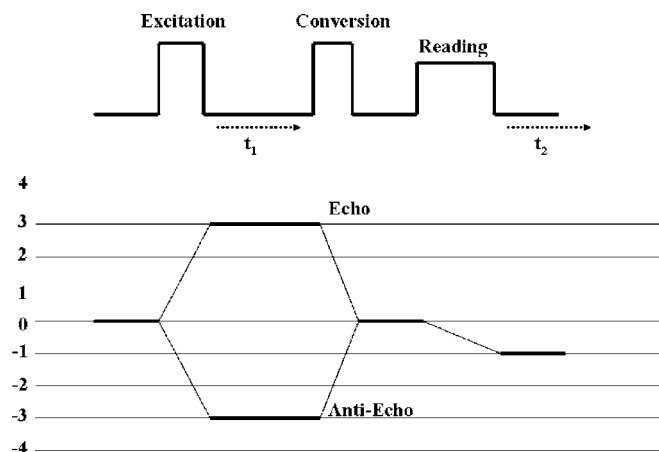 Excitation
Conversion
Reading
t1
t2
4
Echo
3
2
1
0
-1
-2
Anti-Echo
-3
-4